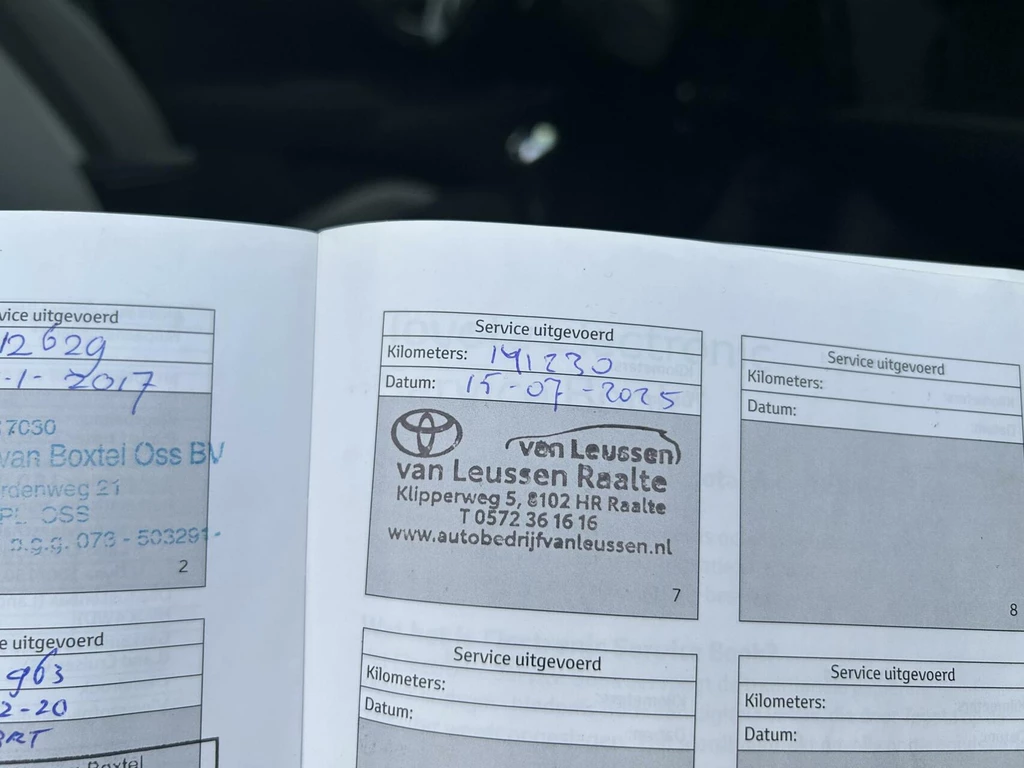 vice uitgevoerd
12629
-1-2017
7030
van Boxtel Oss BV
rdenweg 21
PL OSS
o.g.g. 073-503291-
2
e uitgevoerd
963
2-20
BRT
Boxtel
Service uitgevoerd
Kilometers: 141230
Datum: 15-07-2025
van Leussen
van Leussen Raalte
Klipperweg 5, 8102 HR Raalte
T 0572 36 16 16
www.autobedrijfvanleussen.nl
7
Service uitgevoerd
Kilometers:
Datum:
8
Service uitgevoerd
Kilometers:
Datum:
Service uitgevoerd
Kilometers:
Datum: